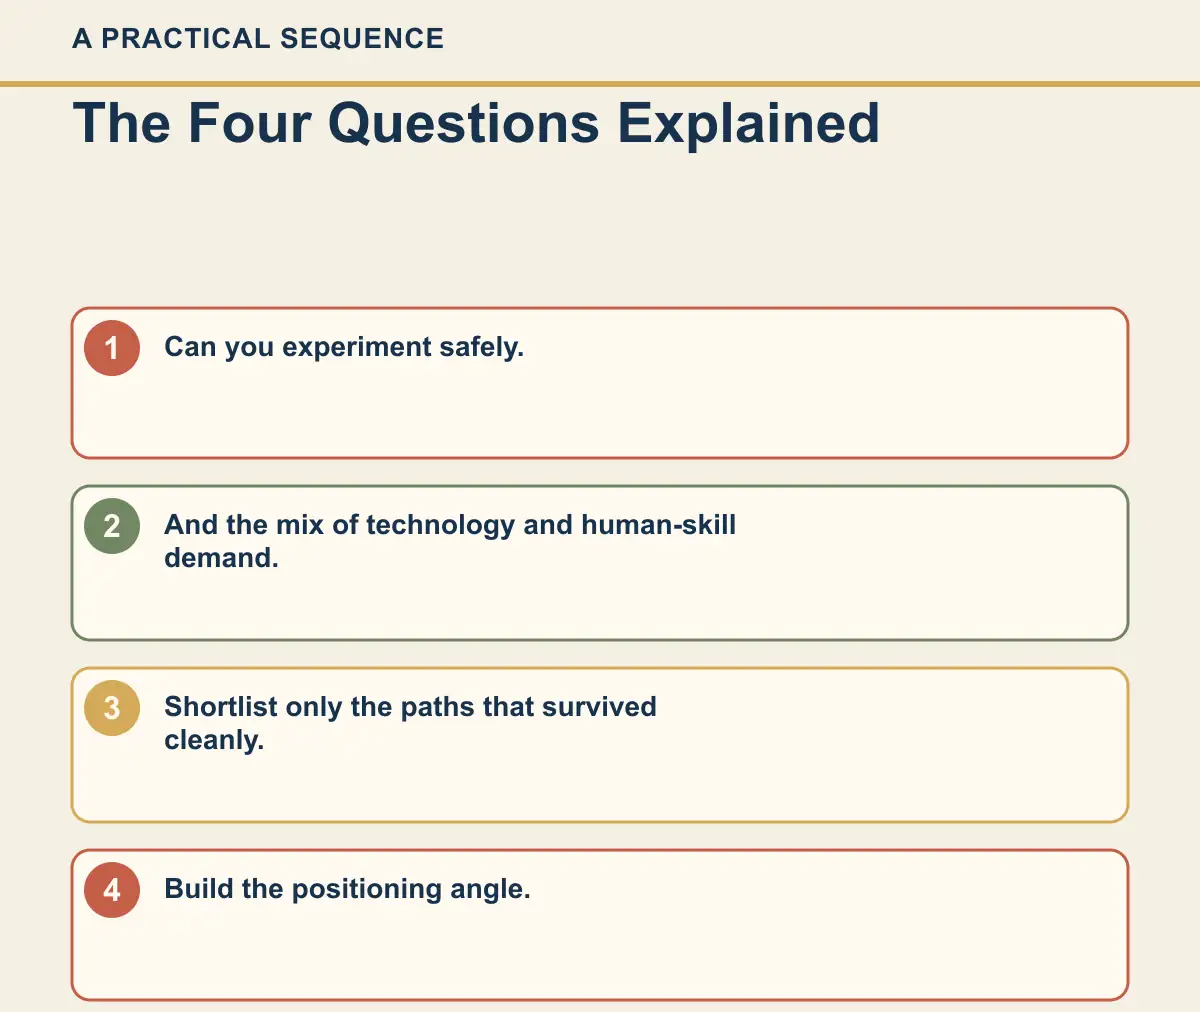 A PRACTICAL SEQUENCE
The Four Questions Explained
1
Can you experiment safely.
2
And the mix of technology and human-skill
demand.
3
Shortlist only the paths that survived
cleanly.
4
Build the positioning angle.